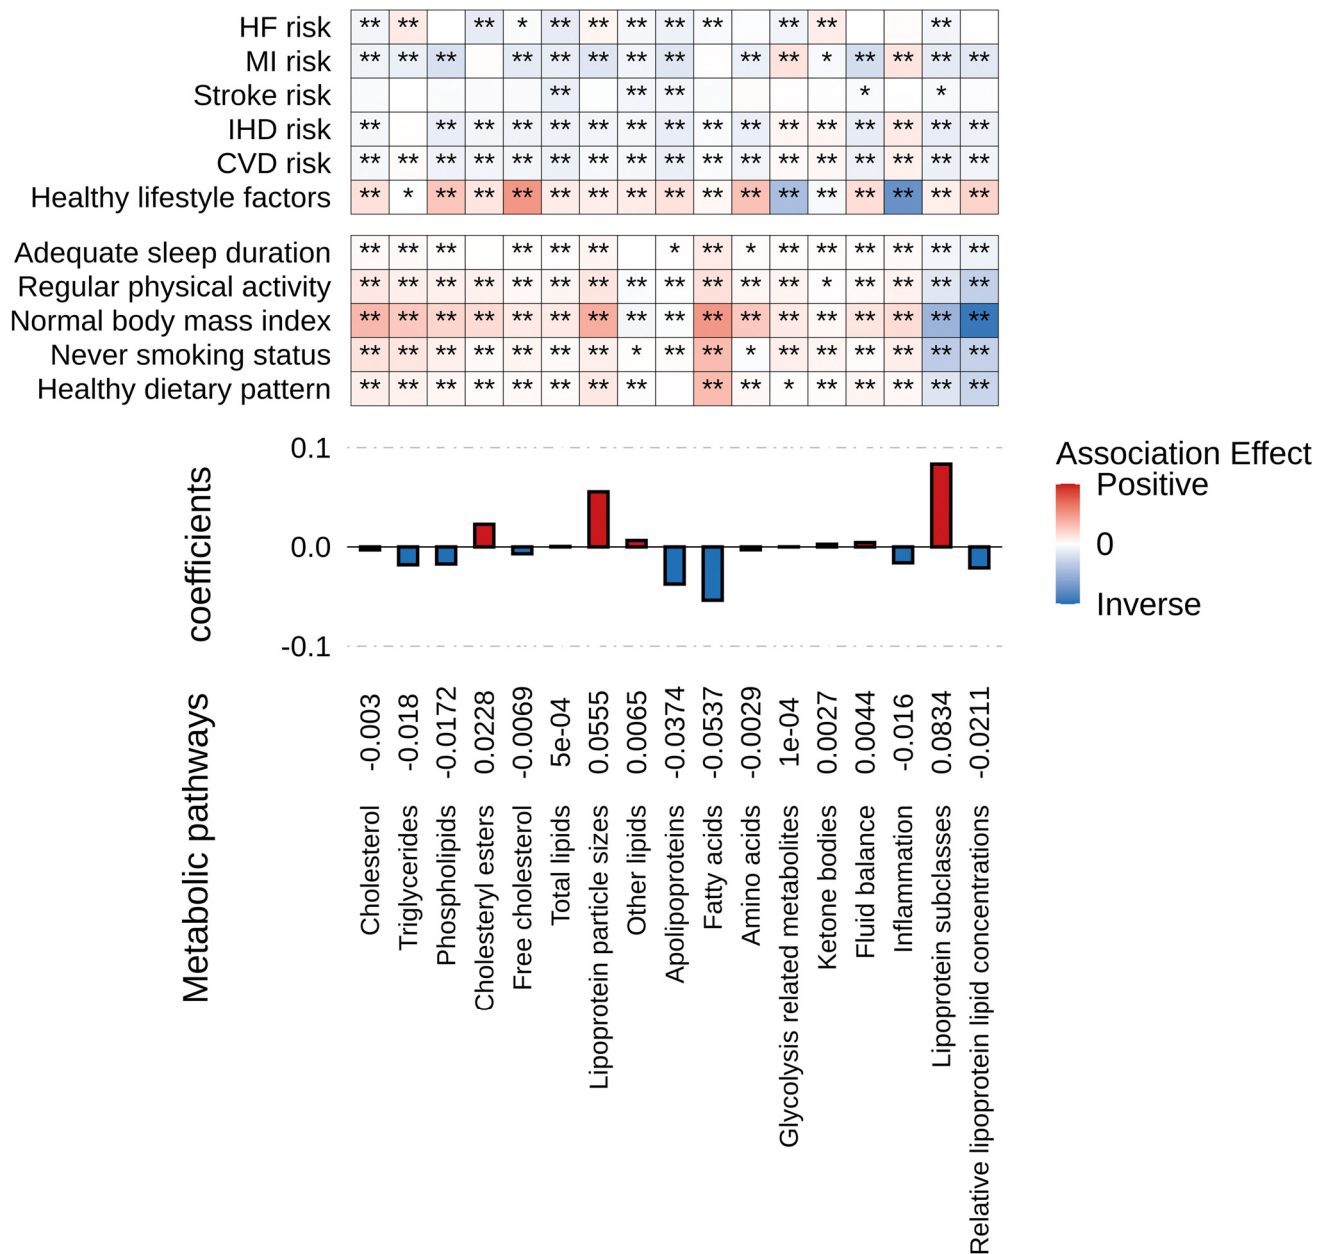 HF risk ** ** ** * ** ** ** ** ** ** ** **
MI risk ** ** ** ** ** ** ** ** ** ** * ** ** ** **
Stroke risk ** ** ** * *
IHD risk ** ** ** ** ** ** ** ** ** ** ** ** ** ** ** **
CVD risk ** ** ** ** ** ** ** ** ** ** ** ** ** ** ** ** **
Healthy lifestyle factors ** * ** ** ** ** ** ** ** ** ** ** ** ** ** ** **
Adequate sleep duration ** ** ** ** ** ** * ** * ** ** ** ** ** **
Regular physical activity ** ** ** ** ** ** ** ** ** ** ** ** * ** ** ** **
Normal body mass index ** ** ** ** ** ** ** ** ** ** ** ** ** ** ** ** **
Never smoking status ** ** ** ** ** ** ** * ** ** * ** ** ** ** ** **
Healthy dietary pattern ** ** ** ** ** ** ** ** ** ** * ** ** ** ** **
coefficients
0.1
0.0
-0.1
Association Effect
Positive
0
Inverse
Metabolic pathways
-0.003
-0.018
-0.0172
0.0228
-0.0069
5e-04
0.0555
0.0065
-0.0374
-0.0537
-0.0029
1e-04
0.0027
0.0044
-0.016
0.0834
-0.0211
Cholesterol
Triglycerides
Phospholipids
Cholesteryl esters
Free cholesterol
Total lipids
Lipoprotein particle sizes
Other lipids
Apolipoproteins
Fatty acids
Amino acids
Glycolysis related metabolites
Ketone bodies
Fluid balance
Inflammation
Lipoprotein subclasses
Relative lipoprotein lipid concentrations